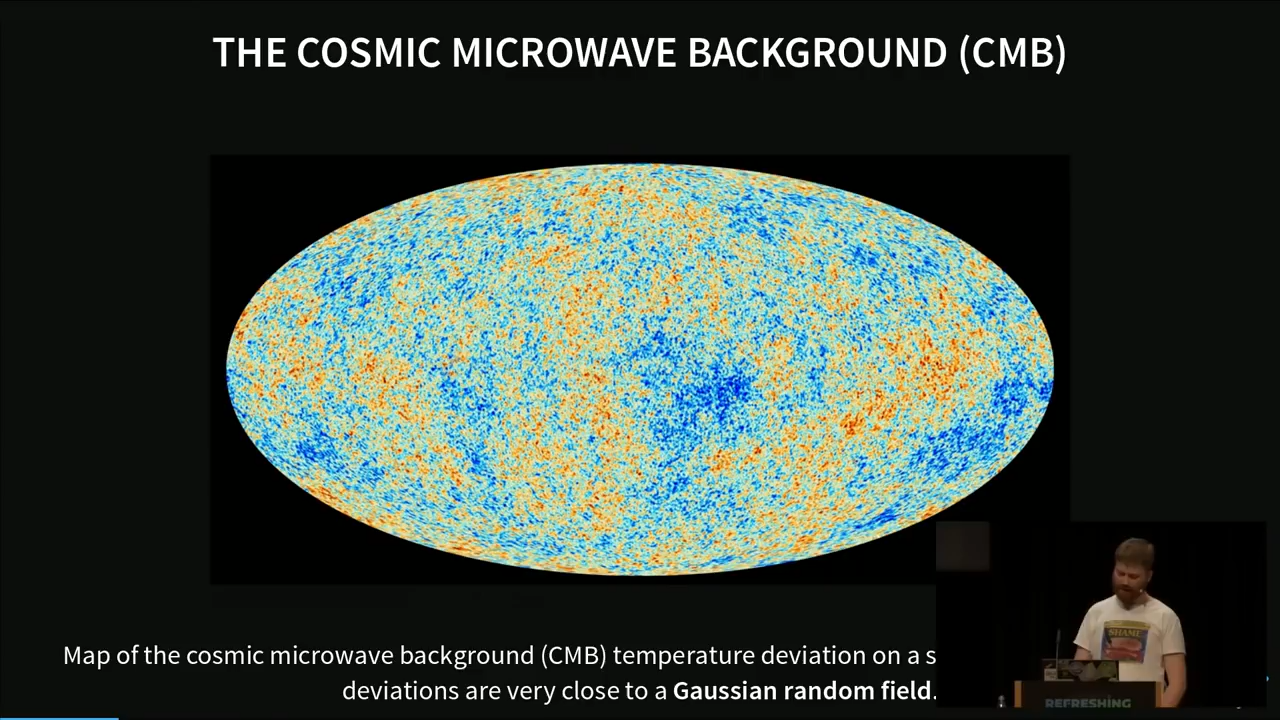 THE COSMIC MICROWAVE BACKGROUND (CMB)
Map of the cosmic microwave background (CMB) temperature deviation on a s
deviations are very close to a Gaussian random field.
SHAME
REFRESHING